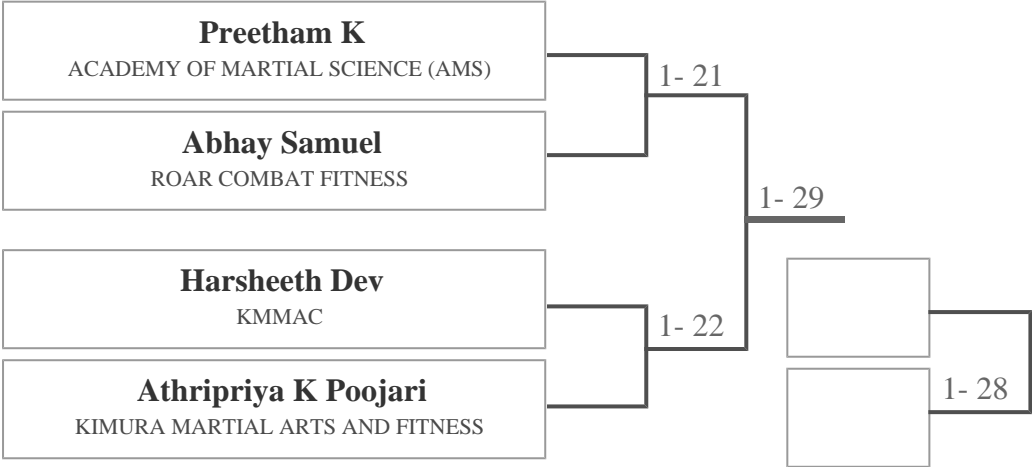 Preetham K
ACADEMY OF MARTIAL SCIENCE (AMS)
1- 21
Abhay Samuel
ROAR COMBAT FITNESS
1- 29
Harsheeth Dev
KMMAC
1- 22
Athripriya K Poojari
KIMURA MARTIAL ARTS AND FITNESS
1- 28